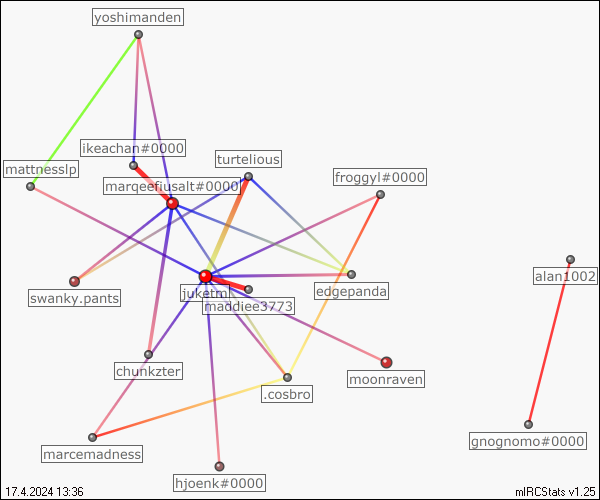 yoshimanden
ikeachan#0000
turtelious
mattnesslp
froggyl#0000
marqeefiusalt#0000
alan1002
swanky.pants
juketm
edgepanda
maddiee3773
chunkzter
moonraven
.cosbro
marcemadness
gnognomo#0000
hjoenk#0000
17.4.2024 13:36
mIRCStats v1.25